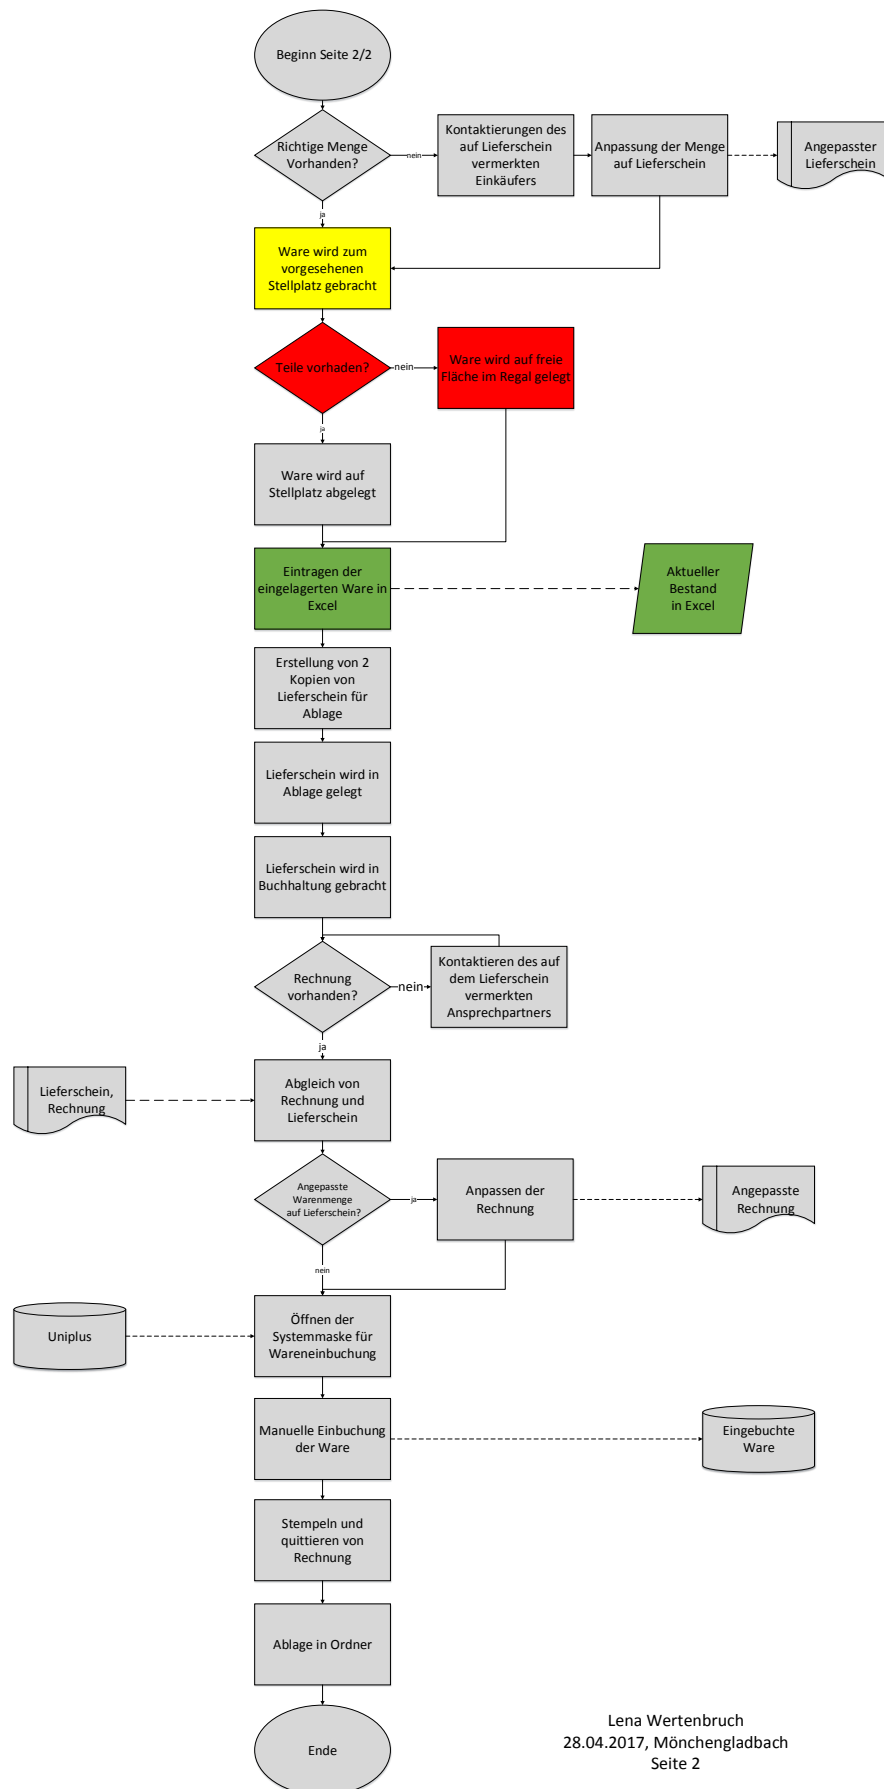 Beginn Seite 2/2
Richtige Menge
Vorhanden?
nein
Kontaktierungen des
auf Lieferschein
vermerkten
Einkäufers
Anpassung der Menge
auf Lieferschein
Angepasster
Lieferschein
ja
Ware wird zum
vorgesehenen
Stellplatz gebracht
Teile vorhaden?
nein
Ware wird auf freie
Fläche im Regal gelegt
ja
Ware wird auf
Stellplatz abgelegt
Eintragen der
eingelagerten Ware in
Excel
Aktueller
Bestand
in Excel
Erstellung von 2
Kopien von
Lieferschein für
Ablage
Lieferschein wird in
Ablage gelegt
Lieferschein wird in
Buchhaltung gebracht
Rechnung
vorhanden?
nein
Kontaktieren des auf
dem Lieferschein
vermerkten
Ansprechpartners
ja
Lieferschein,
Rechnung
Abgleich von
Rechnung und
Lieferschein
Angepasste
Warenmenge
auf Lieferschein?
ja
Anpassen der
Rechnung
Angepasste
Rechnung
nein
Uniplus
Öffnen der
Systemmaske für
Wareneinbuchung
Manuelle Einbuchung
der Ware
Eingebuchte
Ware
Stempeln und
quittieren von
Rechnung
Ablage in Ordner
Ende
Lena Wertenbruch
28.04.2017, Mönchengladbach
Seite 2